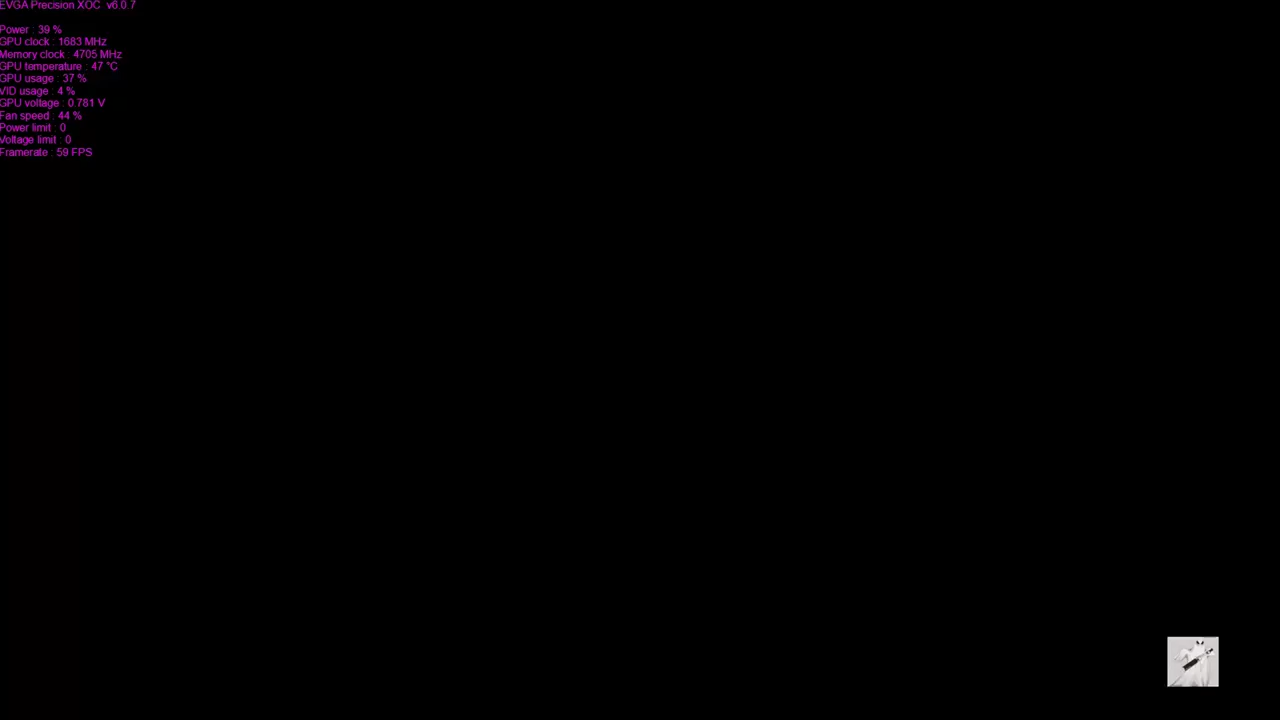 EVGA Precision XOC v6.0.7
Power : 39 %
GPU clock : 1683 MHz
Memory clock : 4705 MHz
GPU temperature : 47 °C
GPU usage : 37 %
VID usage : 4 %
GPU voltage : 0.781 V
Fan speed : 44 %
Power limit : 0
Voltage limit : 0
Framerate : 59 FPS